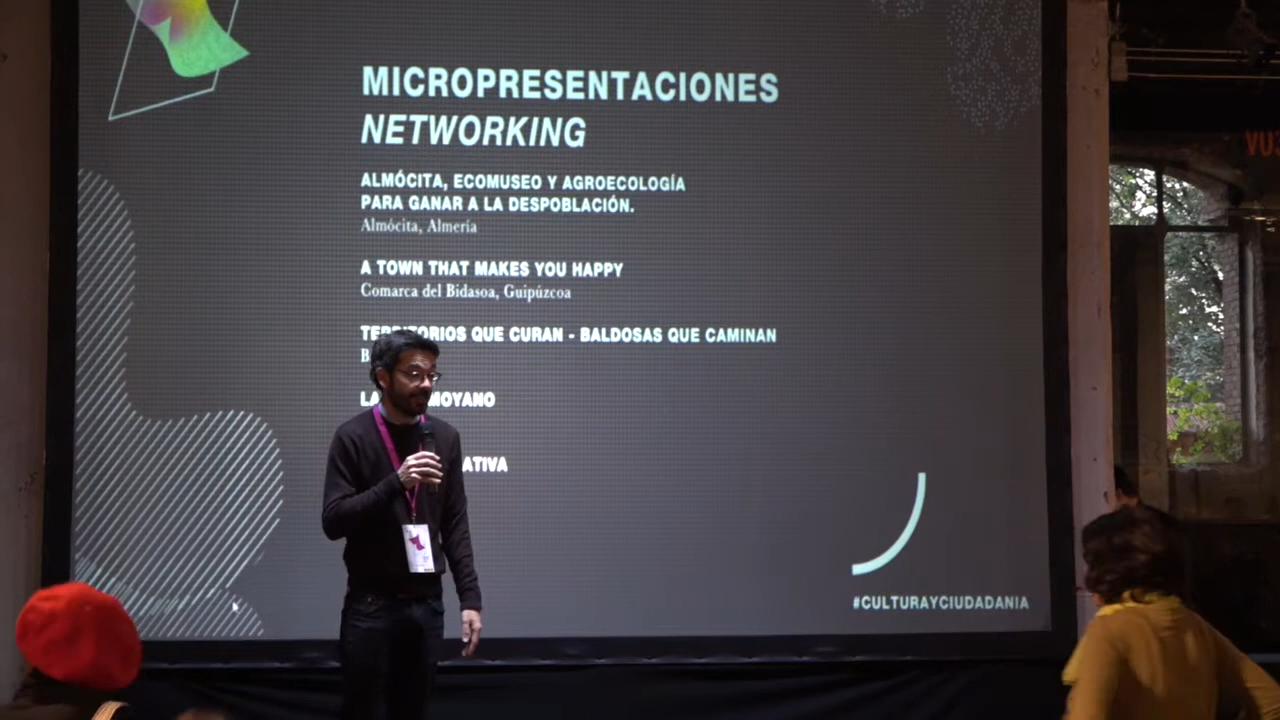 MICROPRESENTACIONES
NETWORKING
ALMÓCITA, ECOMUSEO Y AGROECOLOGÍA
PARA GANAR A LA DESPOBLACIÓN.
Almócita, Almería
A TOWN THAT MAKES YOU HAPPY
Comarca del Bidasoa, Guipúzcoa
TERRITORIOS QUE CURAN - BALDOSAS QUE CAMINAN
MOYANO
#CULTURAYCIUDADANIA